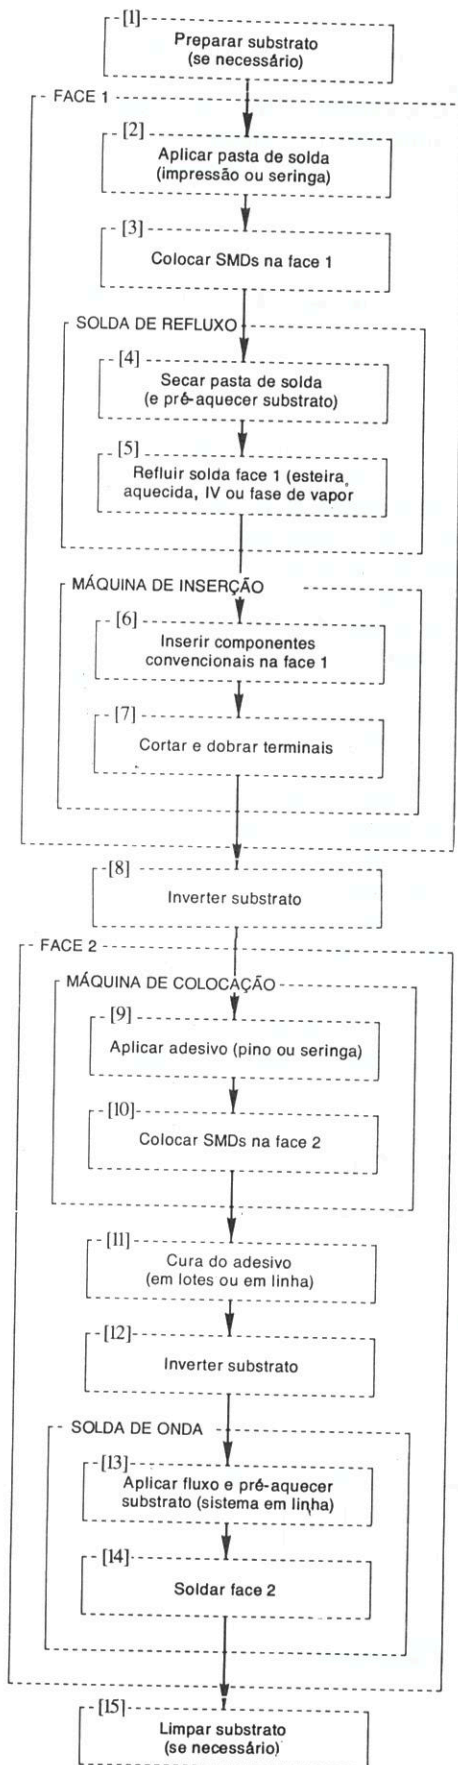 [1]
Preparar substrato
(se necessário)
FACE 1
[2]
Aplicar pasta de solda
(impressão ou seringa)
[3]
Colocar SMDs na face 1
SOLDA DE REFLUXO
[4]
Secar pasta de solda
(e pré-aquecer substrato)
[5]
Refluir solda face 1 (esteira,
aquecida, IV ou fase de vapor
MÁQUINA DE INSERÇÃO
[6]
Inserir componentes
convencionais na face 1
[7]
Cortar e dobrar terminais
[8]
Inverter substrato
FACE 2
MÁQUINA DE COLOCAÇÃO
[9]
Aplicar adesivo (pino ou seringa)
[10]
Colocar SMDs na face 2
[11]
Cura do adesivo
(em lotes ou em linha)
[12]
Inverter substrato
SOLDA DE ONDA
[13]
Aplicar fluxo e pré-aquecer
substrato (sistema em linha)
[14]
Soldar face 2
[15]
Limpar substrato
(se necessário)